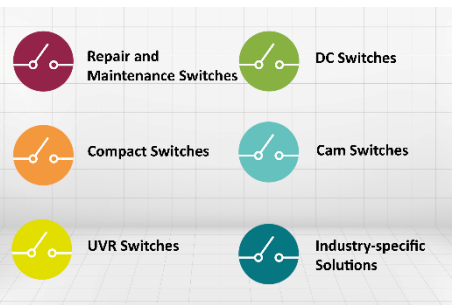 Repair and
Maintenance Switches
DC Switches
Compact Switches
Cam Switches
UVR Switches
Industry-specific
Solutions